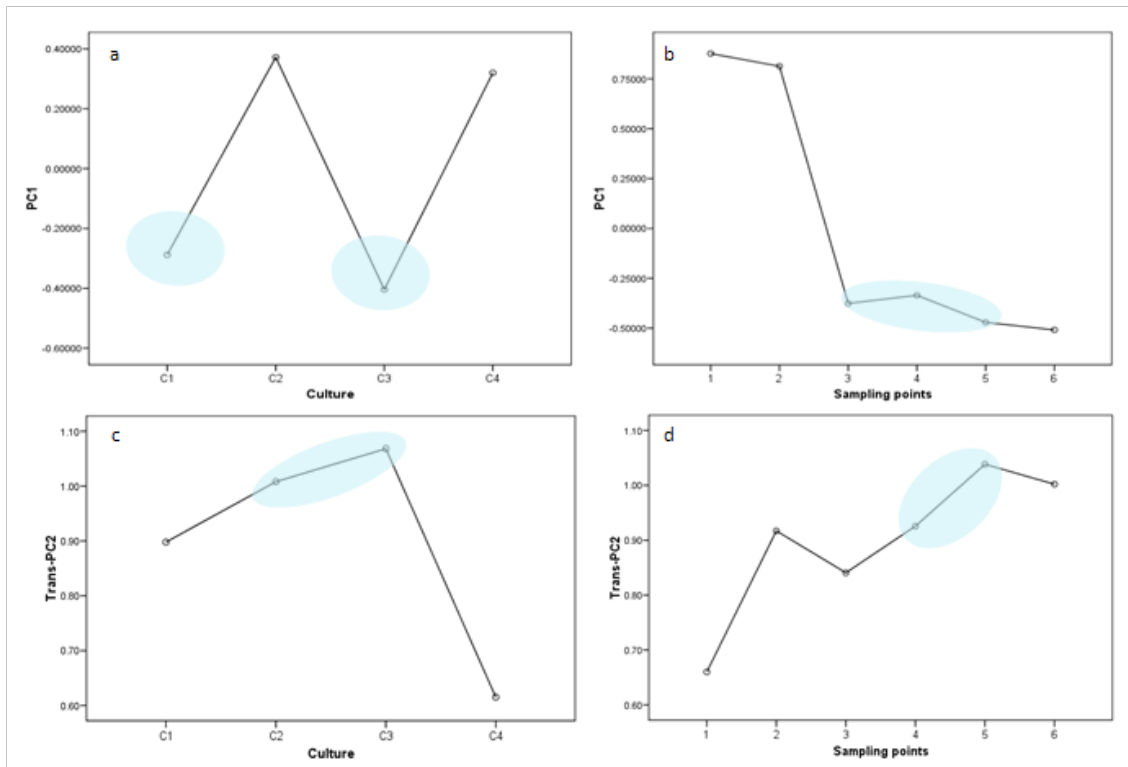 a
0.40000
0.20000
0.00000
-0.20000
-0.40000
-0.60000
PC1
C1 C2 C3 C4
Culture
b
0.75000
0.50000
0.25000
0.00000
-0.25000
-0.50000
PC1
1 2 3 4 5 6
Sampling points
c
1.10
1.00
0.90
0.80
0.70
0.60
Trans-PC2
C1 C2 C3 C4
Culture
d
1.10
1.00
0.90
0.80
0.70
0.60
Trans-PC2
1 2 3 4 5 6
Sampling points